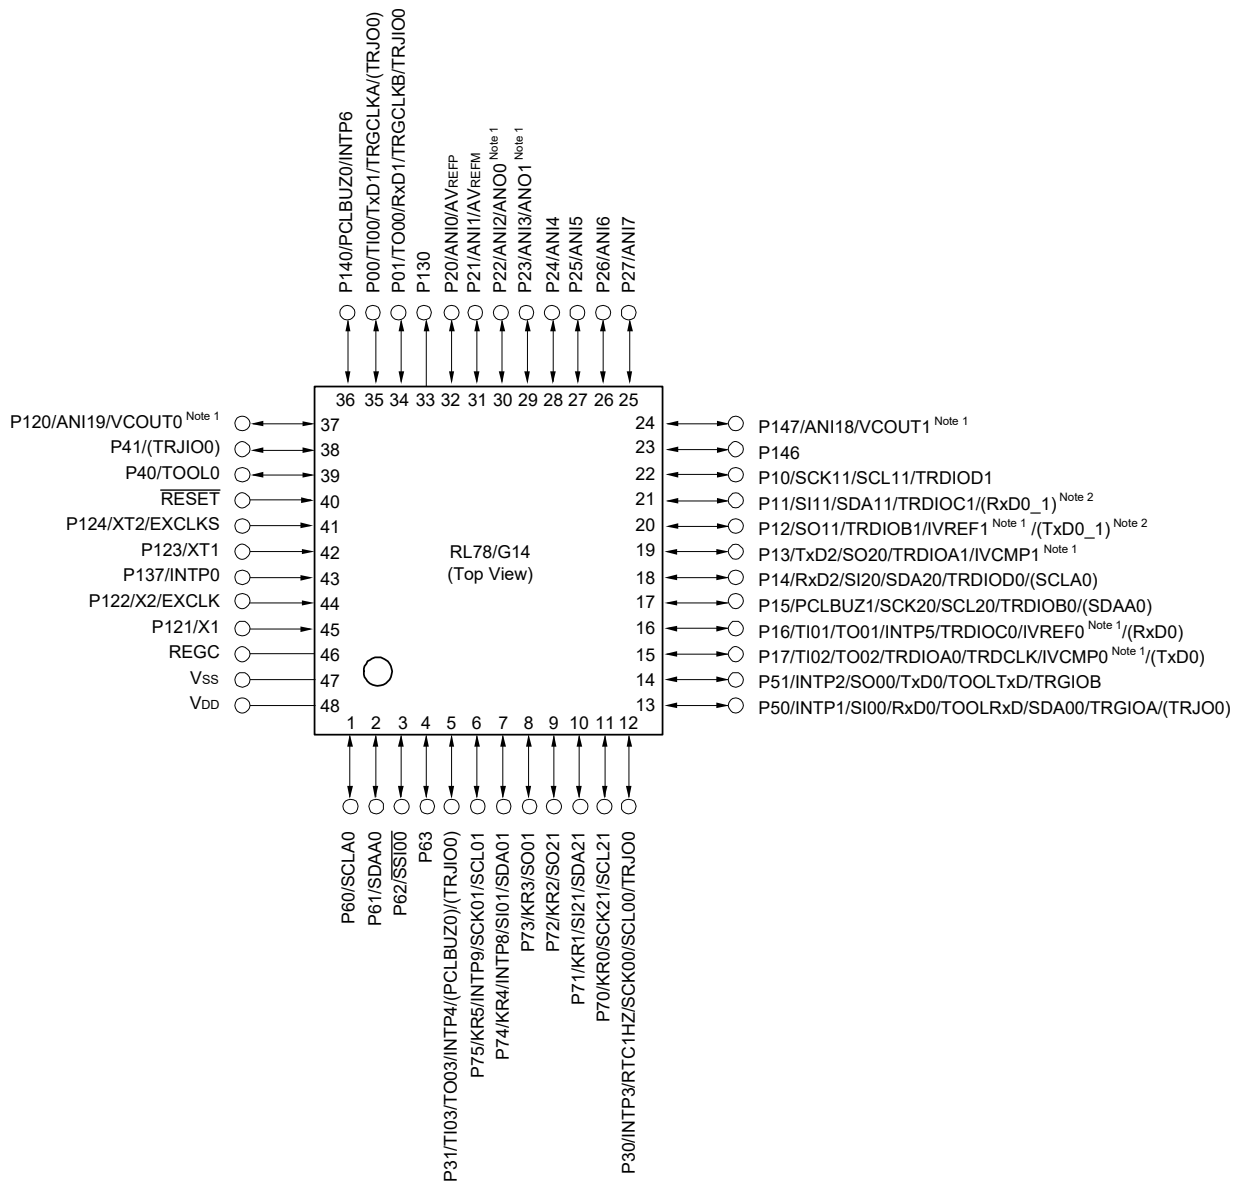 P140/PCLBUZ0/INTP6
P00/TI00/TxD1/TRGCLKA/(TRJO0)
P01/TO00/RxD1/TRGCLKB/TRJIO0
P130
P20/ANI0/AVREFP
P21/ANI1/AVREFM
P22/ANI2/ANO0 Note 1
P23/ANI3/ANO1 Note 1
P24/ANI4
P25/ANI5
P26/ANI6
P27/ANI7
36 35 34 33 32 31 30 29 28 27 26 25
P120/ANI19/VCOUT0 Note 1 37
P41/(TRJIO0) 38
P40/TOOL0 39
RESET 40
P124/XT2/EXCLKS 41
P123/XT1 42
P137/INTP0 43
P122/X2/EXCLK 44
P121/X1 45
REGC 46
Vss 47
VDD 48
RL78/G14
(Top View)
24 P147/ANI18/VCOUT1 Note 1
23 P146
22 P10/SCK11/SCL11/TRDIOD1
21 P11/SI11/SDA11/TRDIOC1/(RxD0_1) Note 2
20 P12/SO11/TRDIOB1/IVREF1 Note 1 /(TxD0_1) Note 2
19 P13/TxD2/SO20/TRDIOA1/IVCMP1 Note 1
18 P14/RxD2/SI20/SDA20/TRDIOD0/(SCLA0)
17 P15/PCLBUZ1/SCK20/SCL20/TRDIOB0/(SDAA0)
16 P16/TI01/TO01/INTP5/TRDIOC0/IVREF0 Note 1/(RxD0)
15 P17/TI02/TO02/TRDIOA0/TRDCLK/IVCMP0 Note 1/(TxD0)
14 P51/INTP2/SO00/TxD0/TOOLTxD/TRGIOB
13 P50/INTP1/SI00/RxD0/TOOLRxD/SDA00/TRGIOA/(TRJO0)
1 2 3 4 5 6 7 8 9 10 11 12
P60/SCLA0
P61/SDAA0
P62/SSI00
P63
P31/TI03/TO03/INTP4/(PCLBUZ0)/(TRJIO0)
P75/KR5/INTP9/SCK01/SCL01
P74/KR4/INTP8/SI01/SDA01
P73/KR3/SO01
P72/KR2/SO21
P71/KR1/SI21/SDA21
P70/KR0/SCK21/SCL21
P30/INTP3/RTC1HZ/SCK00/SCL00/TRJO0